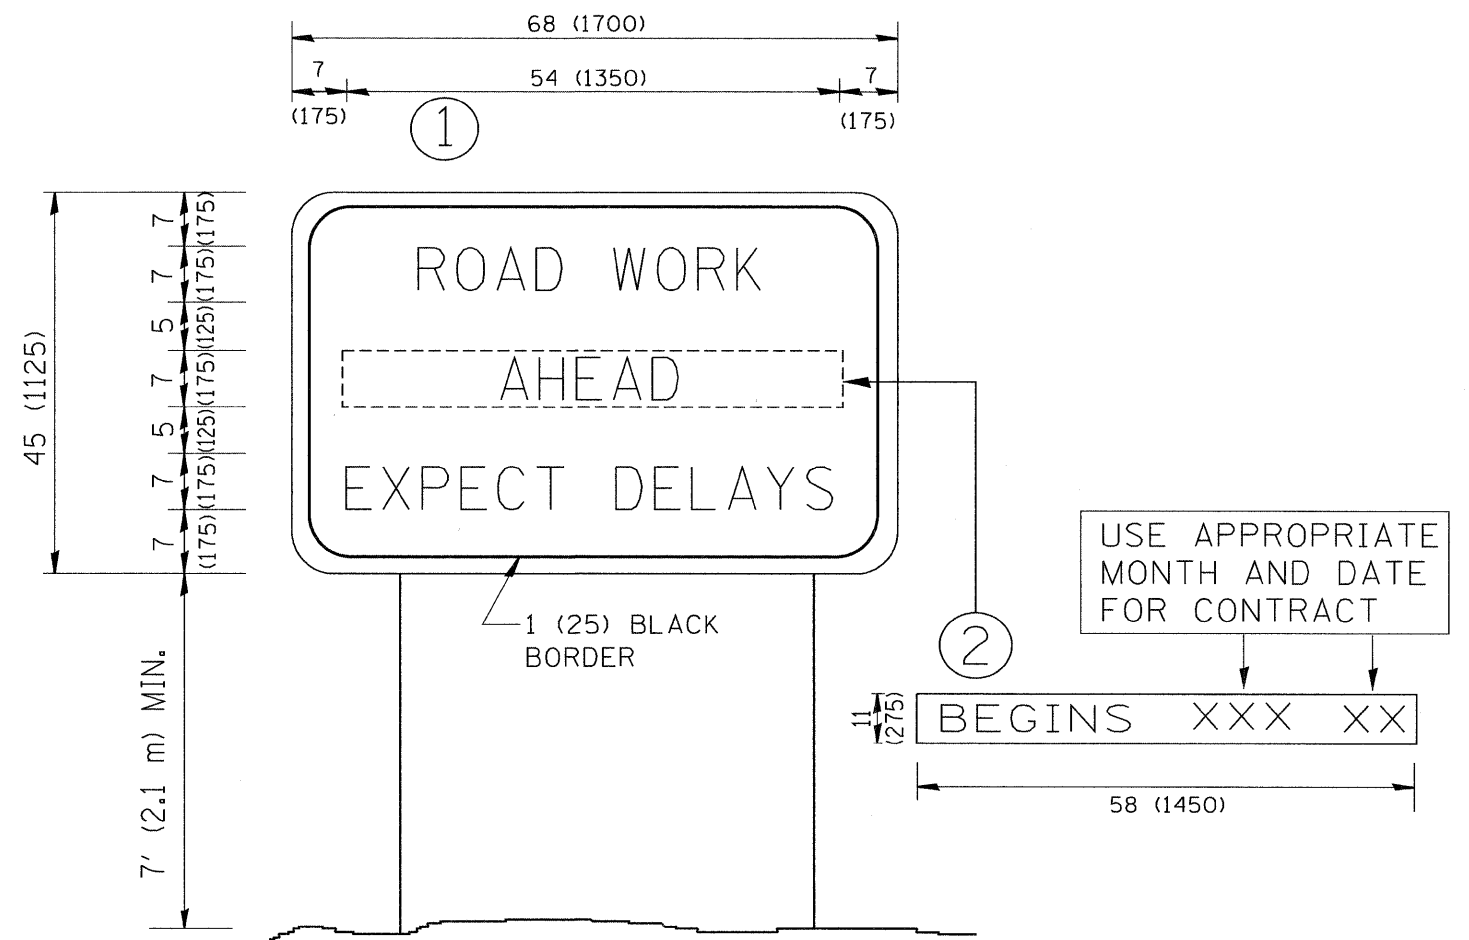 68 (1700)
7
54 (1350)
7
(175)
(175)
1
7
(175)
7
(175)
5
(125)
7
(175)
5
(125)
7
(175)
7
(175)
45 (1125)
ROAD WORK
AHEAD
EXPECT DELAYS
1 (25) BLACK
BORDER
7' (2.1 m) MIN.
2
USE APPROPRIATE
MONTH AND DATE
FOR CONTRACT
11
(275)
BEGINS XXX XX
58 (1450)